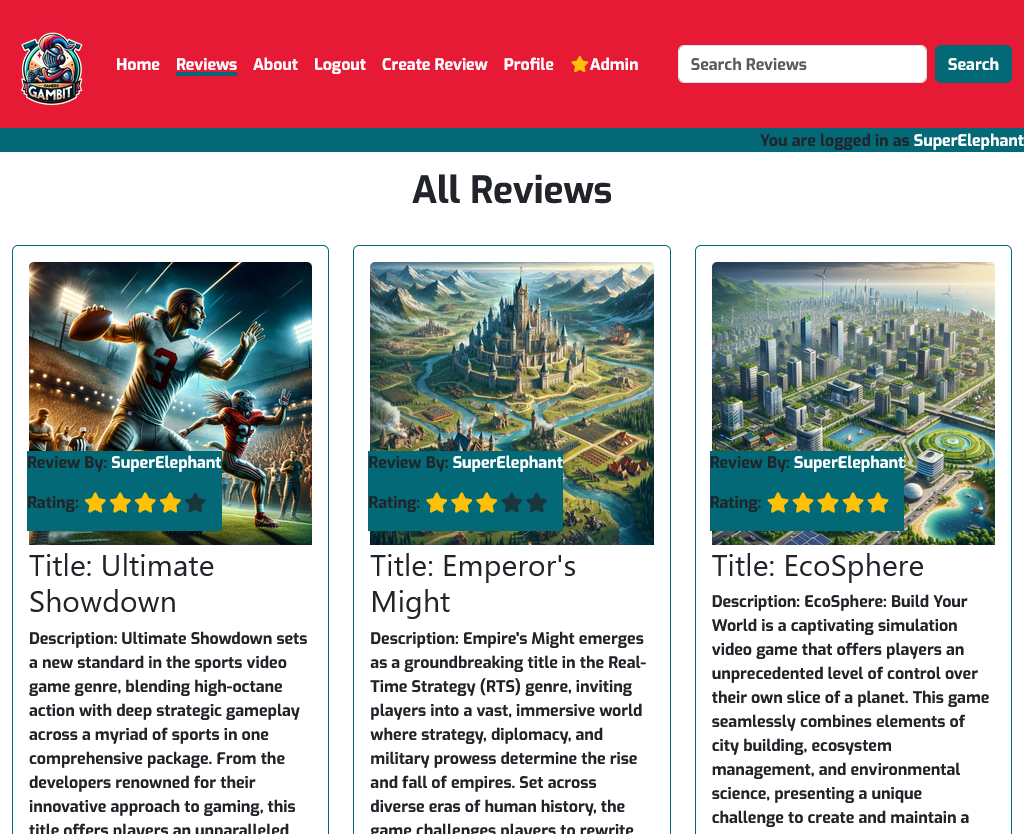 GAMBIT
Home Reviews About Logout Create Review Profile Admin Search Reviews Search
You are logged in as SuperElephant
All Reviews
3
Review By: SuperElephant
Rating:
Title: Ultimate
Showdown
Description: Ultimate Showdown sets
a new standard in the sports video
game genre, blending high-octane
action with deep strategic gameplay
across a myriad of sports in one
comprehensive package. From the
developers renowned for their
innovative approach to gaming, this
title offers players an unparalleled
Review By: SuperElephant
Rating:
Title: Emperor's
Might
Description: Empire's Might emerges
as a groundbreaking title in the Real-
Time Strategy (RTS) genre, inviting
players into a vast, immersive world
where strategy, diplomacy, and
military prowess determine the rise
and fall of empires. Set across
diverse eras of human history, the
game challenges players to rewrite
Review By: SuperElephant
Rating:
Title: EcoSphere
Description: EcoSphere: Build Your
World is a captivating simulation
video game that offers players an
unprecedented level of control over
their own slice of a planet. This game
seamlessly combines elements of
city building, ecosystem
management, and environmental
science, presenting a unique
challenge to create and maintain a